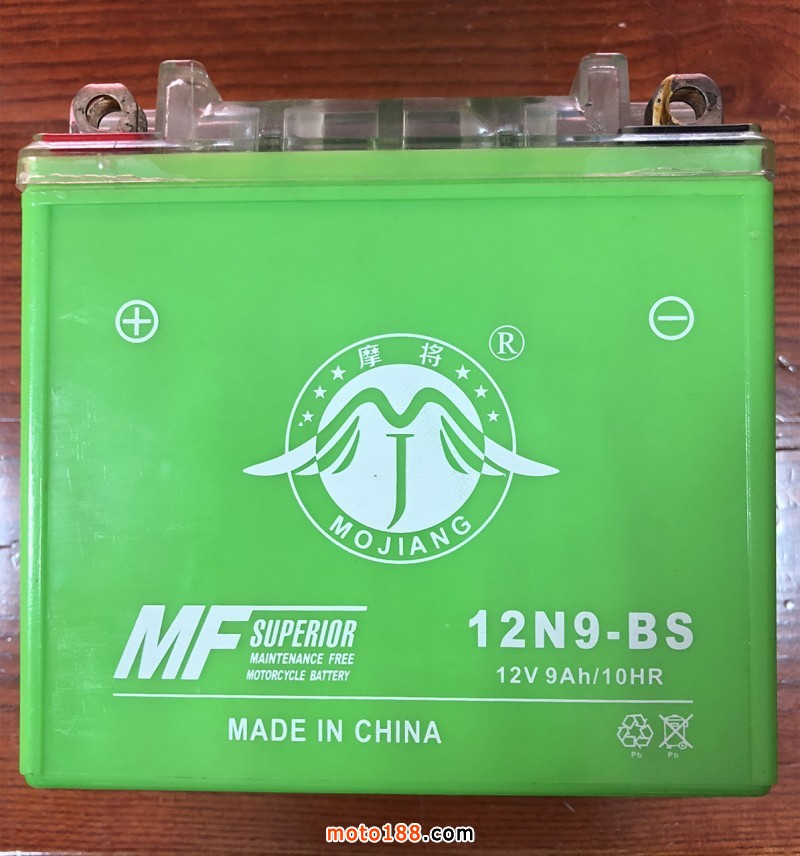 ®
摩将
MJ
MOJIANG
MF SUPERIOR
MAINTENANCE FREE
MOTORCYCLE BATTERY
12N9-BS
12V 9Ah/10HR
MADE IN CHINA
Pb Pb
moto188.com